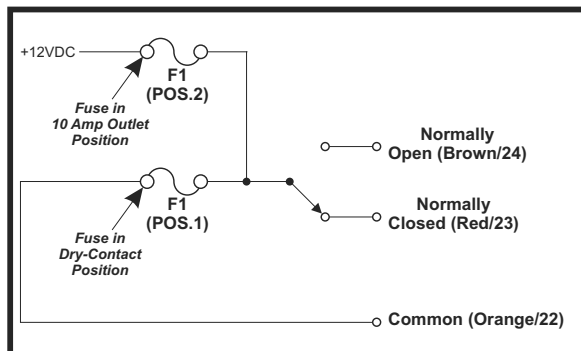 +12VDC
F1
(POS.2)
Fuse in
10 Amp Outlet
Position
Normally
Open (Brown/24)
F1
(POS.1)
Normally
Closed (Red/23)
Fuse in
Dry-Contact
Position
Common (Orange/22)